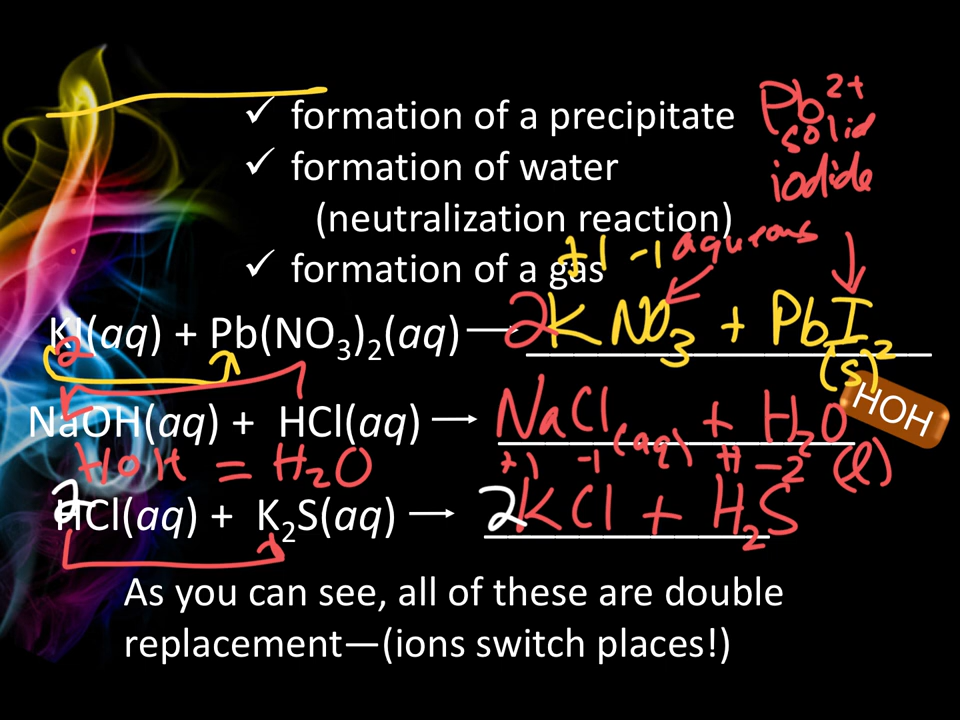 ✓ formation of a precipitate Pb²⁺
✓ formation of water solid
(neutralization reaction) iodide
✓ formation of a gas +1 -1 aqueous
2KI(aq) + Pb(NO₃)₂(aq) → 2KNO₃ + PbI₂(s)
NaOH(aq) + HCl(aq) → NaCl(aq) + H₂O(l) HOH
HOH = H₂O +1 -1 +1 -2
2HCl(aq) + K₂S(aq) → 2KCl + H₂S
As you can see, all of these are double
replacement—(ions switch places!)